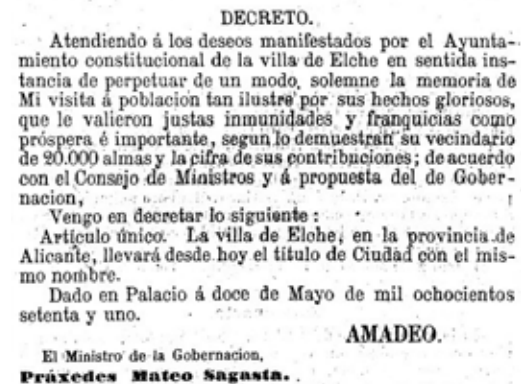 DECRETO.
Atendiendo á los deseos manifestados por el Ayunta-
miento constitucional de la villa de Elche en sentida ins-
tancia de perpetuar de un modo, solemne la memoria de
Mi visita á poblacion tan ilustre por sus hechos gloriosos,
que le valieron justas inmunidades y franquicias como
próspera é importante, segun lo demuestran su vecindario
de 20.000 almas y la cifra de sus contribuciones; de acuerdo
con el Consejo de Ministros y á propuesta del de Gober-
nacion,
Vengo en decretar lo siguiente:
Artículo único. La villa de Elche, en la provincia de
Alicante, llevará desde hoy el título de Ciudad con el mis-
mo nombre.
Dado en Palacio á doce de Mayo de mil ochocientos
setenta y uno.
AMADEO.
El Ministro de la Gobernacion,
Práxedes Mateo Sagasta.